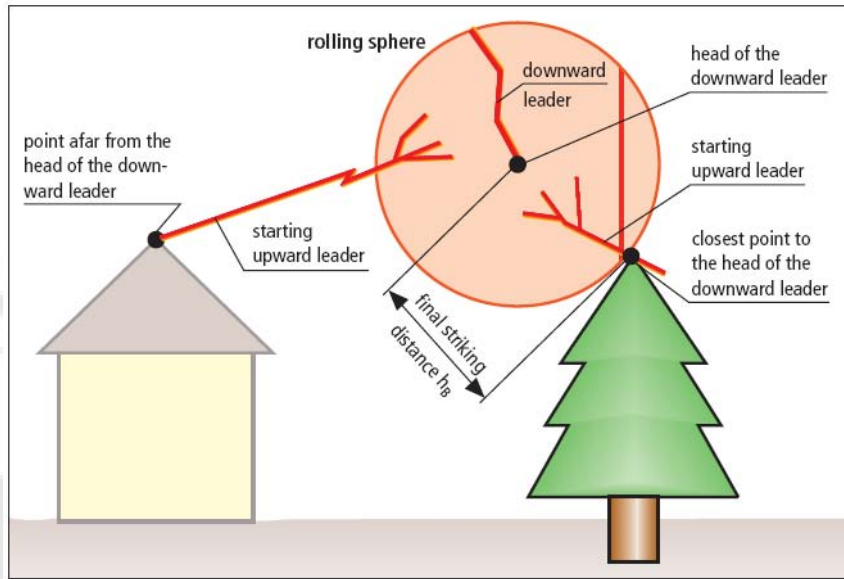 rolling sphere
downward
leader
head of the
downward leader
point afar from the
head of the down-
ward leader
starting
upward leader
starting
upward leader
closest point to
the head of the
downward leader
final striking
distance hB